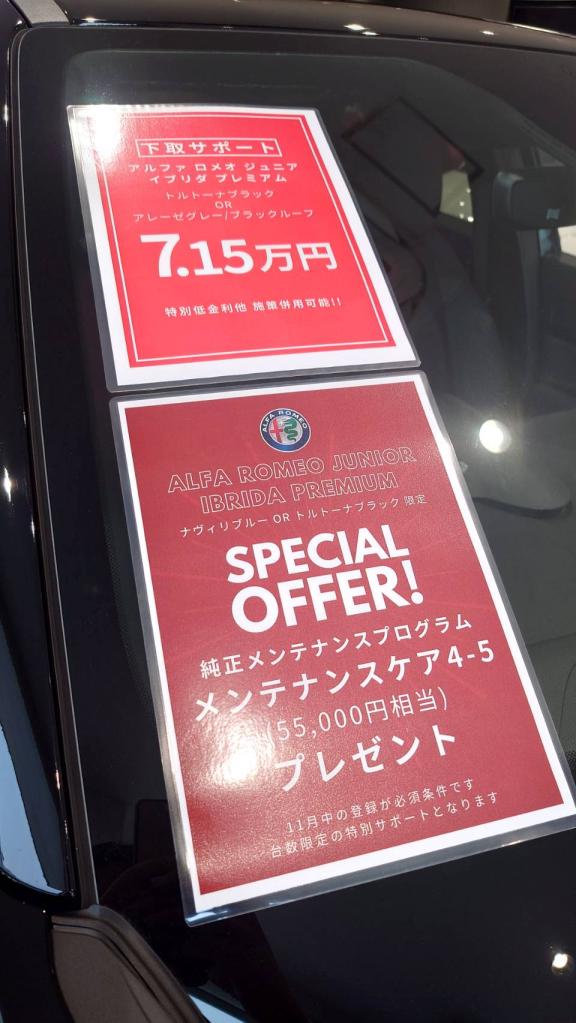 下取サポート
アルファ ロメオ ジュニア
イブリダ プレミアム
トルトーナブラック
OR
アレーゼグレー/ブラックルーフ
7.15万円
特別低金利他 施策併用可能!!
ALFA ROMEO
ALFA ROMEO JUNIOR
IBRIDA PREMIUM
ナヴィリブルー OR トルトーナブラック 限定
SPECIAL
OFFER!
純正メンテナンスプログラム
メンテナンスケア4-5
(55,000円相当)
プレゼント
11月中の登録が必須条件です
台数限定の特別サポートとなります